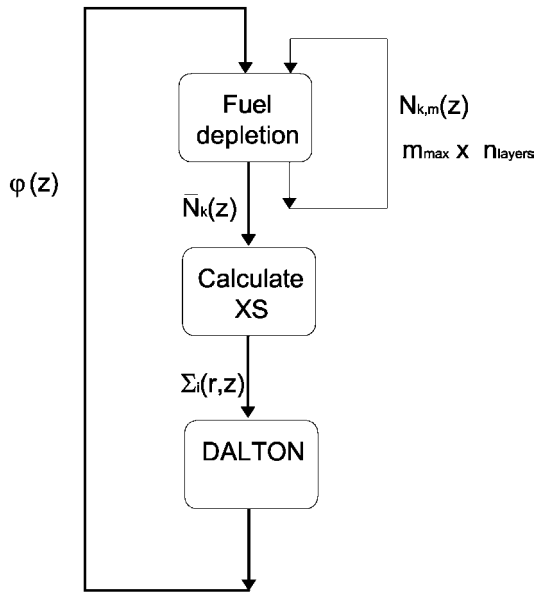 Fuel
depletion
N̄k(z)
Calculate
XS
Σi(r,z)
DALTON
φ(z)
Nk,m(z)
mmax x nlayers